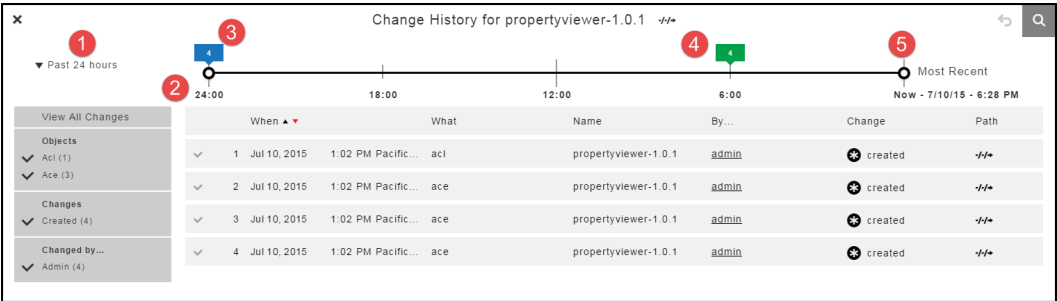 Change History for propertyviewer-1.0.1
1
3
4
5
▼ Past 24 hours
4
4
Most Recent
2
24:00 18:00 12:00 6:00 Now - 7/10/15 - 6:28 PM
View All Changes
When ▲ ▼ What Name By... Change Path
Objects
Acl (1)
Ace (3)
1 Jul 10, 2015 1:02 PM Pacific... acl propertyviewer-1.0.1 admin created
2 Jul 10, 2015 1:02 PM Pacific... ace propertyviewer-1.0.1 admin created
Changes
Created (4)
3 Jul 10, 2015 1:02 PM Pacific... ace propertyviewer-1.0.1 admin created
Changed by...
Admin (4)
4 Jul 10, 2015 1:02 PM Pacific... ace propertyviewer-1.0.1 admin created